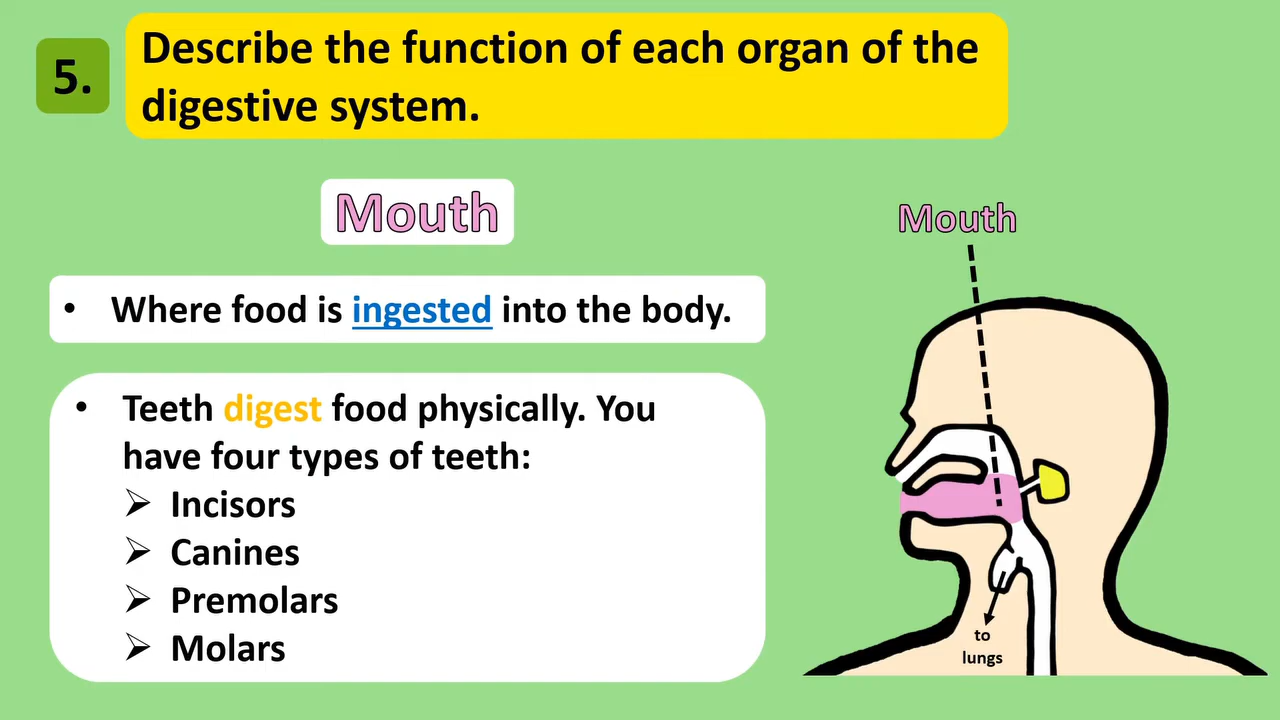 5.
Describe the function of each organ of the
digestive system.
Mouth
• Where food is ingested into the body.
• Teeth digest food physically. You
have four types of teeth:
➢ Incisors
➢ Canines
➢ Premolars
➢ Molars
Mouth
to
lungs